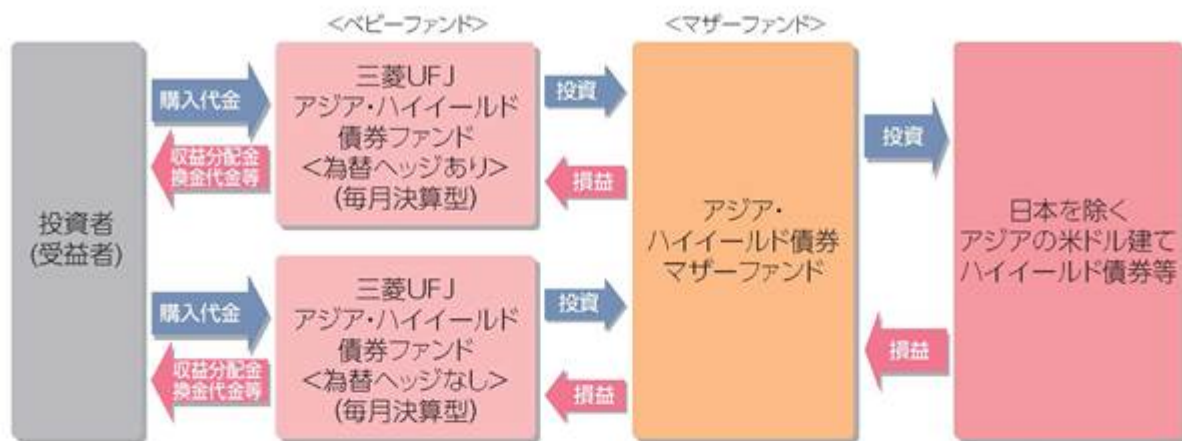 <ベビーファンド>
<マザーファンド>
投資者
(受益者)
購入代金
収益分配金
換金代金等
三菱UFJ
アジア・ハイイールド
債券ファンド
<為替ヘッジあり>
(毎月決算型)
投資
損益
購入代金
収益分配金
換金代金等
三菱UFJ
アジア・ハイイールド
債券ファンド
<為替ヘッジなし>
(毎月決算型)
投資
損益
アジア・
ハイイールド債券
マザーファンド
投資
損益
日本を除く
アジアの米ドル建て
ハイイールド債券等